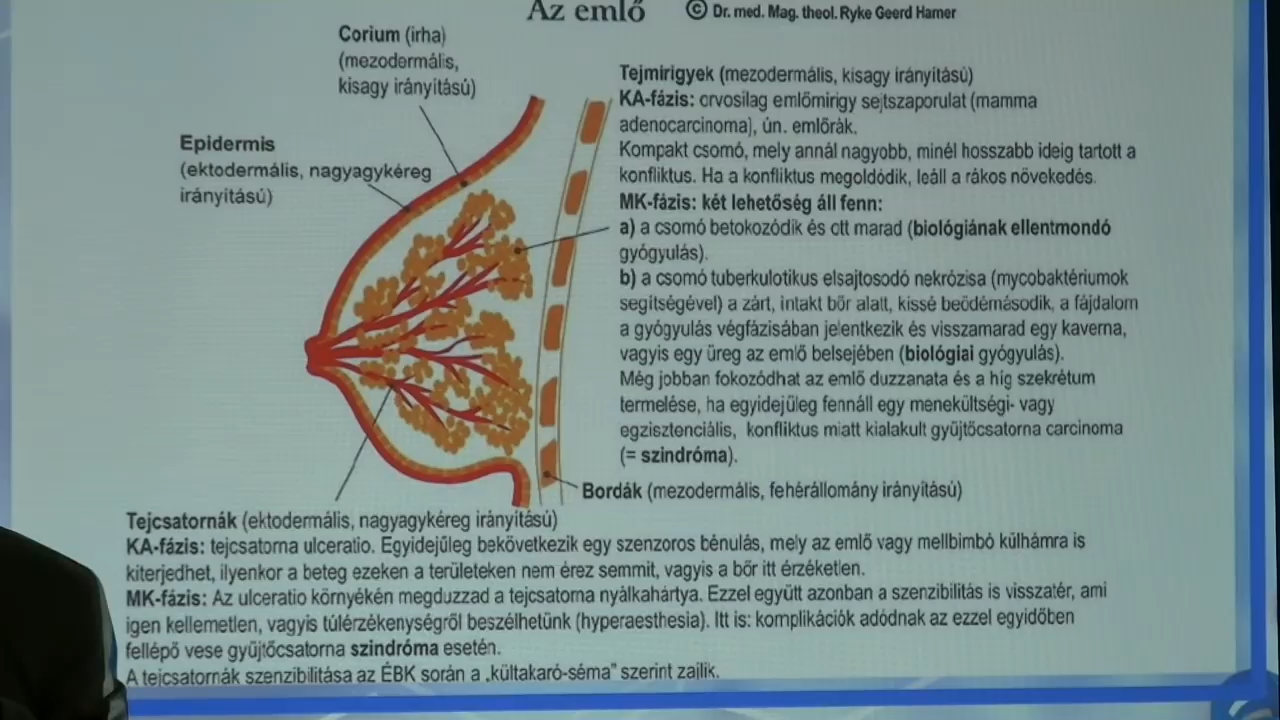 Az emlő
© Dr. med. Mag. theol. Ryke Geerd Hamer
Corium (irha)
(mezodermális,
kisagy irányítású)
Epidermis
(ektodermális, nagyagykéreg
irányítású)
Tejmirigyek (mezodermális, kisagy irányítású)
KA-fázis: orvosilag emlőmirigy sejtszaporulat (mamma
adenocarcinoma), ún. emlőrák.
Kompakt csomó, mely annál nagyobb, minél hosszabb ideig tartott a
konfliktus. Ha a konfliktus megoldódik, leáll a rákos növekedés.
MK-fázis: két lehetőség áll fenn:
a) a csomó betokozódik és ott marad (biológiának ellentmondó
gyógyulás).
b) a csomó tuberkulotikus elsajtosodó nekrózisa (mycobaktériumok
segítségével) a zárt, intakt bőr alatt, kissé beödémásodik, a fájdalom
a gyógyulás végfázisában jelentkezik és visszamarad egy kaverna,
vagyis egy üreg az emlő belsejében (biológiai gyógyulás).
Még jobban fokozódhat az emlő duzzanata és a híg szekrétum
termelése, ha egyidejűleg fennáll egy menekültségi- vagy
egzisztenciális, konfliktus miatt kialakult gyűjtőcsatorna carcinoma
(= szindróma).
Bordák (mezodermális, fehérállomány irányítású)
Tejcsatornák (ektodermális, nagyagykéreg irányítású)
KA-fázis: tejcsatorna ulceratio. Egyidejűleg bekövetkezik egy szenzoros bénulás, mely az emlő vagy mellbimbó külhámra is
kiterjedhet, ilyenkor a beteg ezeken a területeken nem érez semmit, vagyis a bőr itt érzéketlen.
MK-fázis: Az ulceratio környékén megduzzad a tejcsatorna nyálkahártya. Ezzel együtt azonban a szenzibilitás is visszatér, ami
igen kellemetlen, vagyis túlérzékenységről beszélhetünk (hyperaesthesia). Itt is: komplikációk adódnak az ezzel egyidőben
fellépő vese gyűjtőcsatorna szindróma esetén.
A tejcsatornák szenzibilitása az ÉBK során a „kültakaró-séma” szerint zajlik.